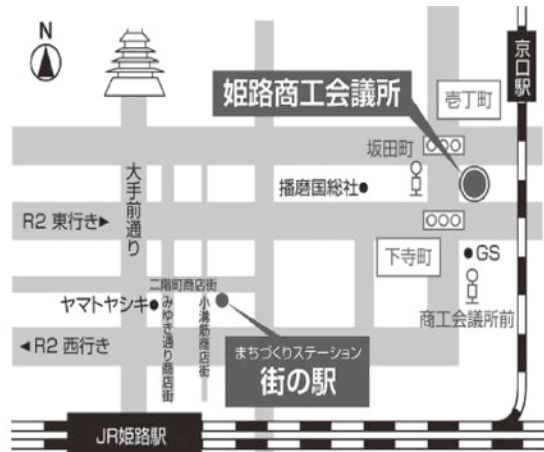 N
京口駅
姫路商工会議所
壱丁町
坂田町
大手前通り
播磨国総社
R2 東行き▶
下寺町
GS
二階町商店街
ヤマトヤシキ
みゆき通り商店街
小溝筋商店街
商工会議所前
◀R2 西行き
まちづくりステーション
街の駅
JR姫路駅